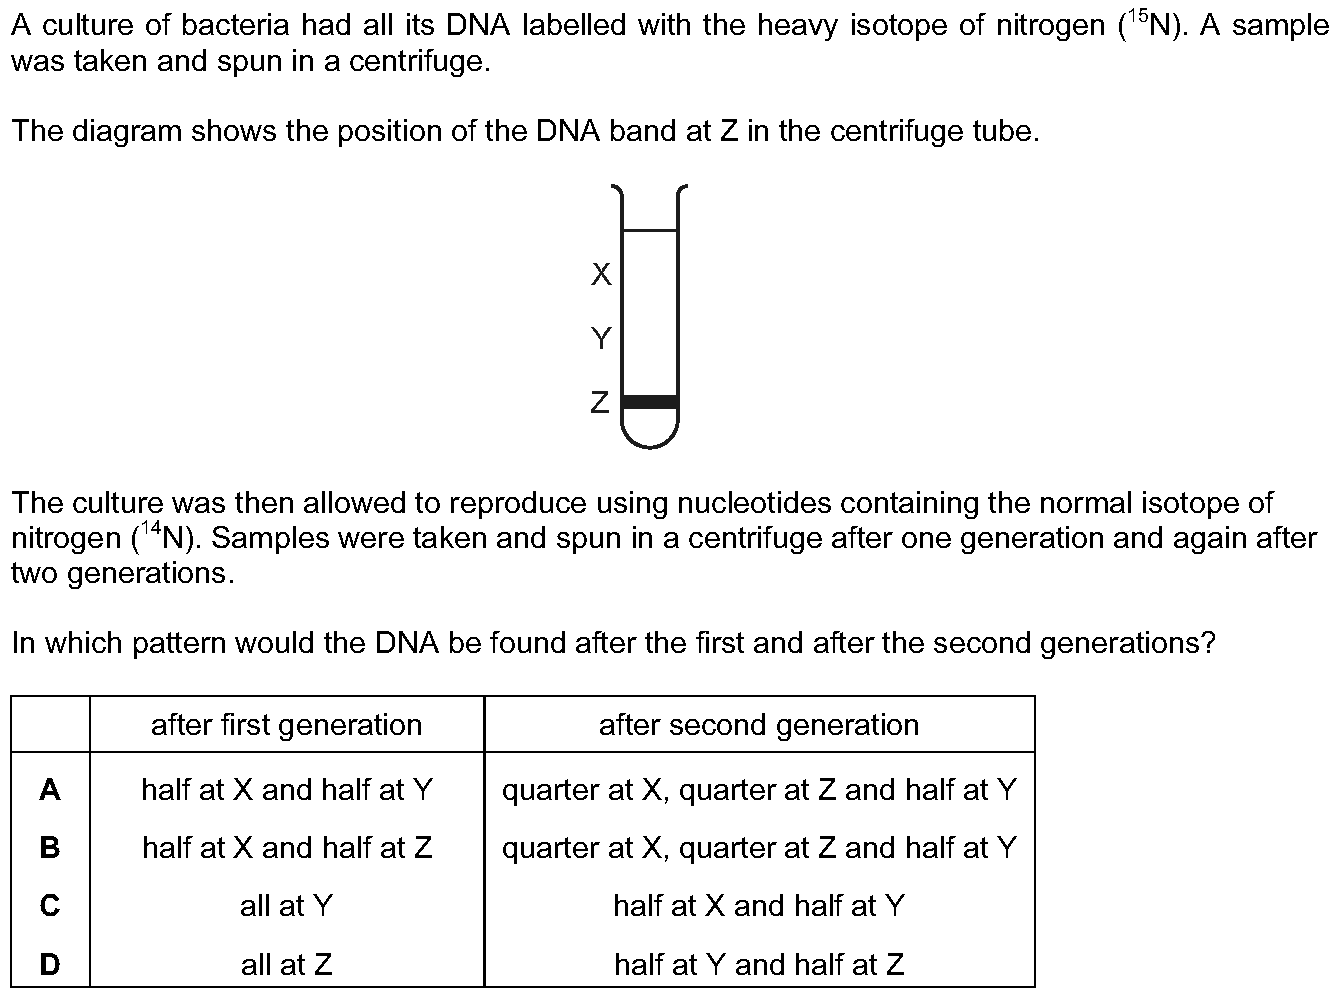 A culture of bacteria had all its DNA labelled with the heavy isotope of nitrogen (¹⁵N). A sample
was taken and spun in a centrifuge.
The diagram shows the position of the DNA band at Z in the centrifuge tube.
X
Y
Z
The culture was then allowed to reproduce using nucleotides containing the normal isotope of
nitrogen (¹⁴N). Samples were taken and spun in a centrifuge after one generation and again after
two generations.
In which pattern would the DNA be found after the first and after the second generations?
after first generation after second generation
A half at X and half at Y quarter at X, quarter at Z and half at Y
B half at X and half at Z quarter at X, quarter at Z and half at Y
C all at Y half at X and half at Y
D all at Z half at Y and half at Z